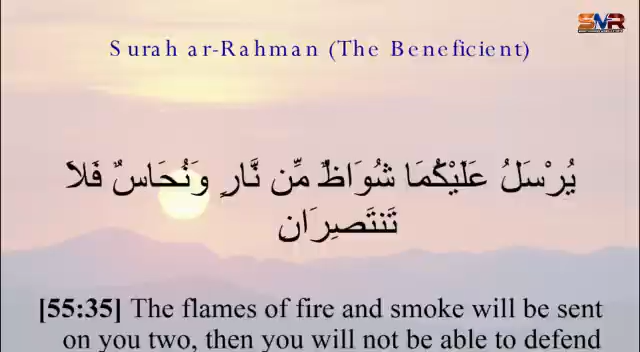 SNR
Surah ar-Rahman (The Beneficient)
يُرْسَلُ عَلَيْكُمَا شُوَاظٌ مِّن نَّارٍ وَنُحَاسٌ فَلَا
تَنتَصِرَانِ
[55:35] The flames of fire and smoke will be sent
on you two, then you will not be able to defend